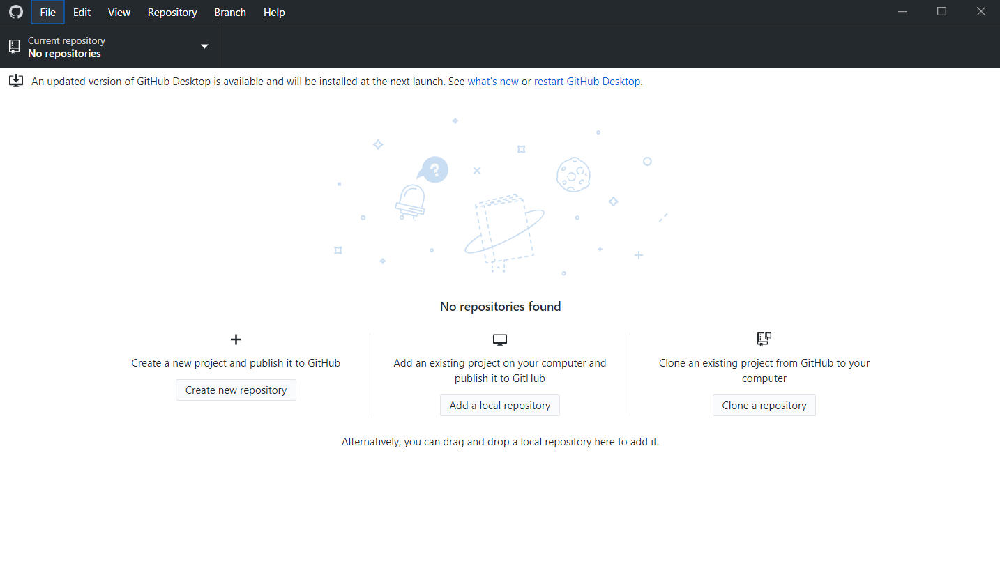 File Edit View Repository Branch Help
Current repository
No repositories
An updated version of GitHub Desktop is available and will be installed at the next launch. See what's new or restart GitHub Desktop.
?
No repositories found
Create a new project and publish it to GitHub
Create new repository
Add an existing project on your computer and
publish it to GitHub
Add a local repository
Clone an existing project from GitHub to your
computer
Clone a repository
Alternatively, you can drag and drop a local repository here to add it.